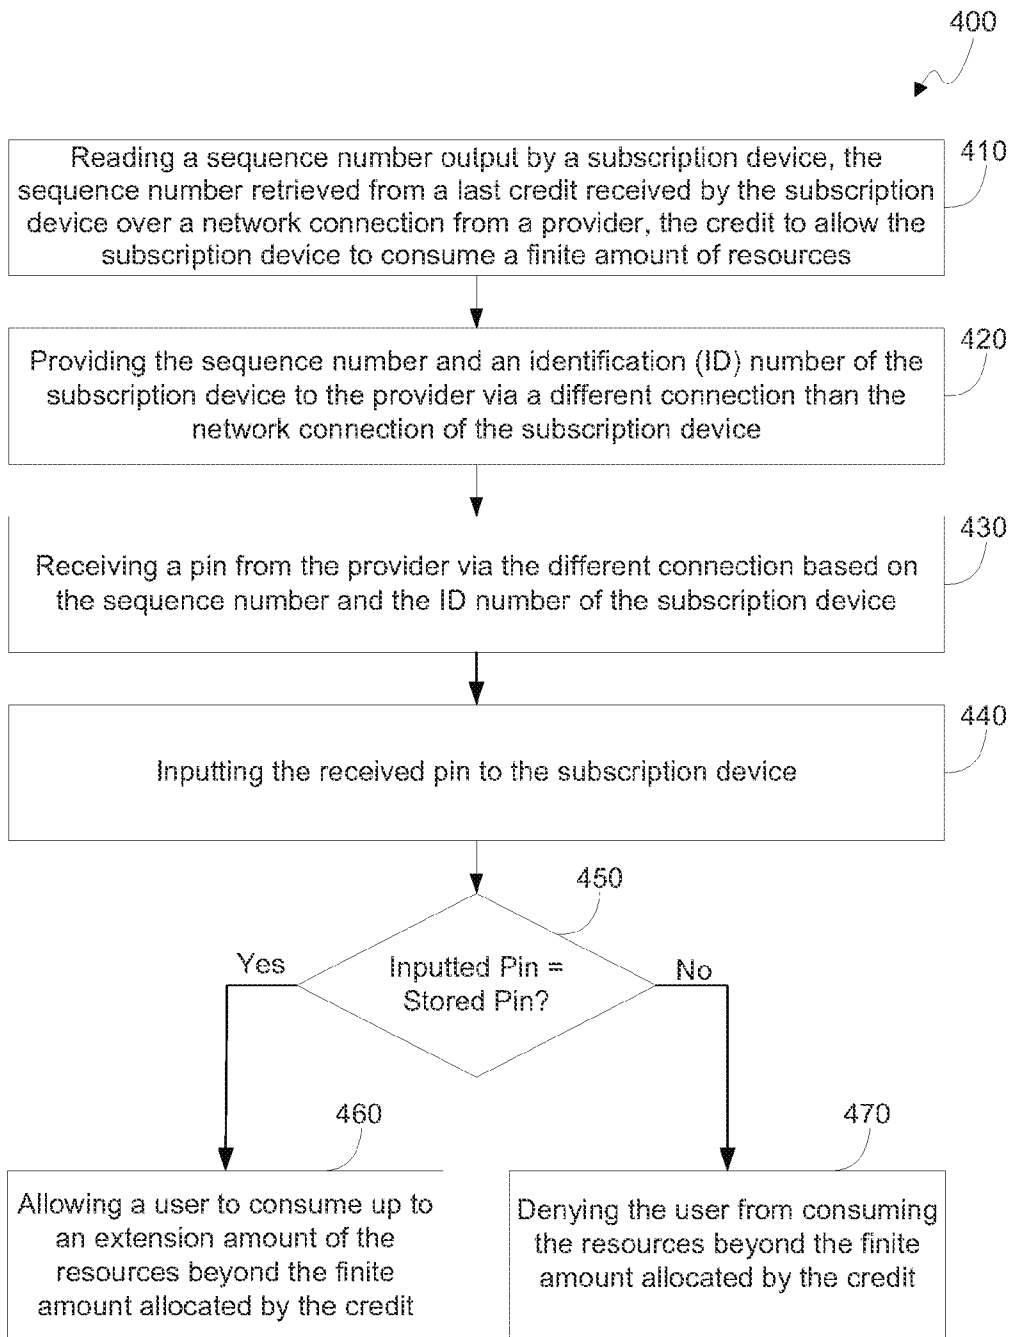 400
410
Reading a sequence number output by a subscription device, the
sequence number retrieved from a last credit received by the subscription
device over a network connection from a provider, the credit to allow the
subscription device to consume a finite amount of resources
420
Providing the sequence number and an identification (ID) number of the
subscription device to the provider via a different connection than the
network connection of the subscription device
430
Receiving a pin from the provider via the different connection based on
the sequence number and the ID number of the subscription device
440
Inputting the received pin to the subscription device
450
Yes
Inputted Pin =
Stored Pin?
No
460
Allowing a user to consume up to
an extension amount of the
resources beyond the finite
amount allocated by the credit
470
Denying the user from consuming
the resources beyond the finite
amount allocated by the credit